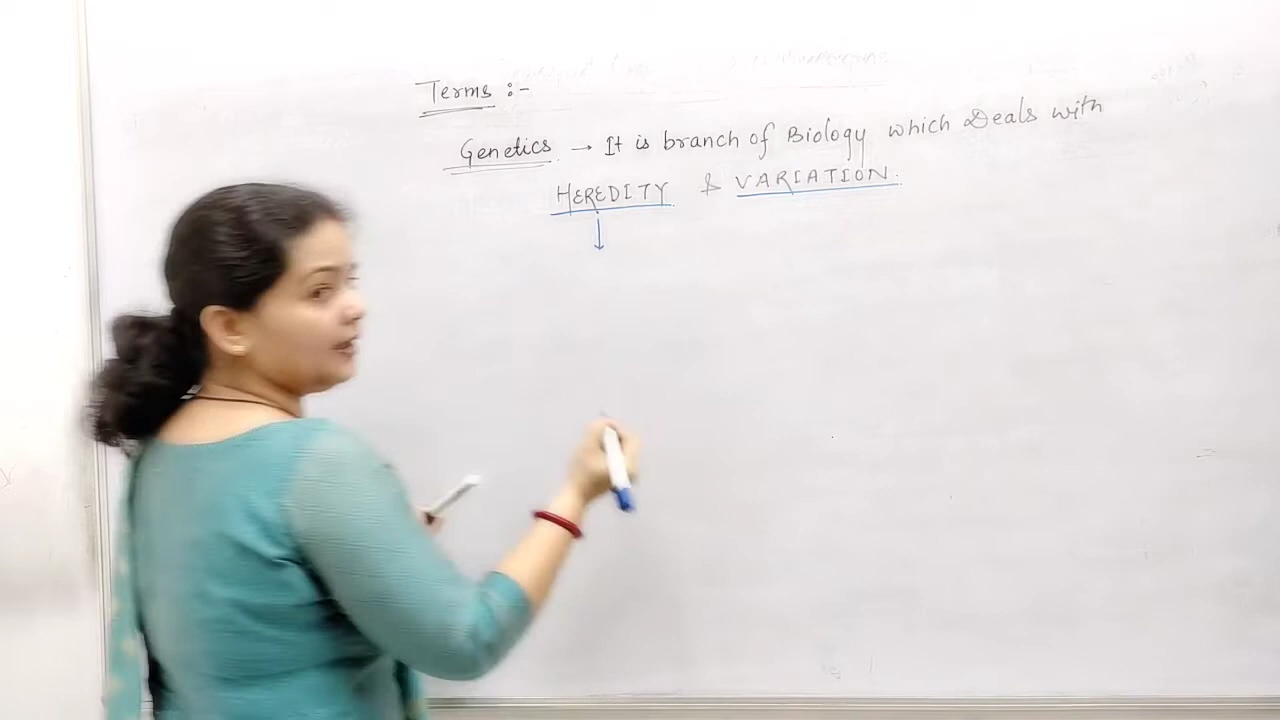 Terms :-
Genetics → It is branch of Biology which Deals with
HEREDITY & VARIATION.